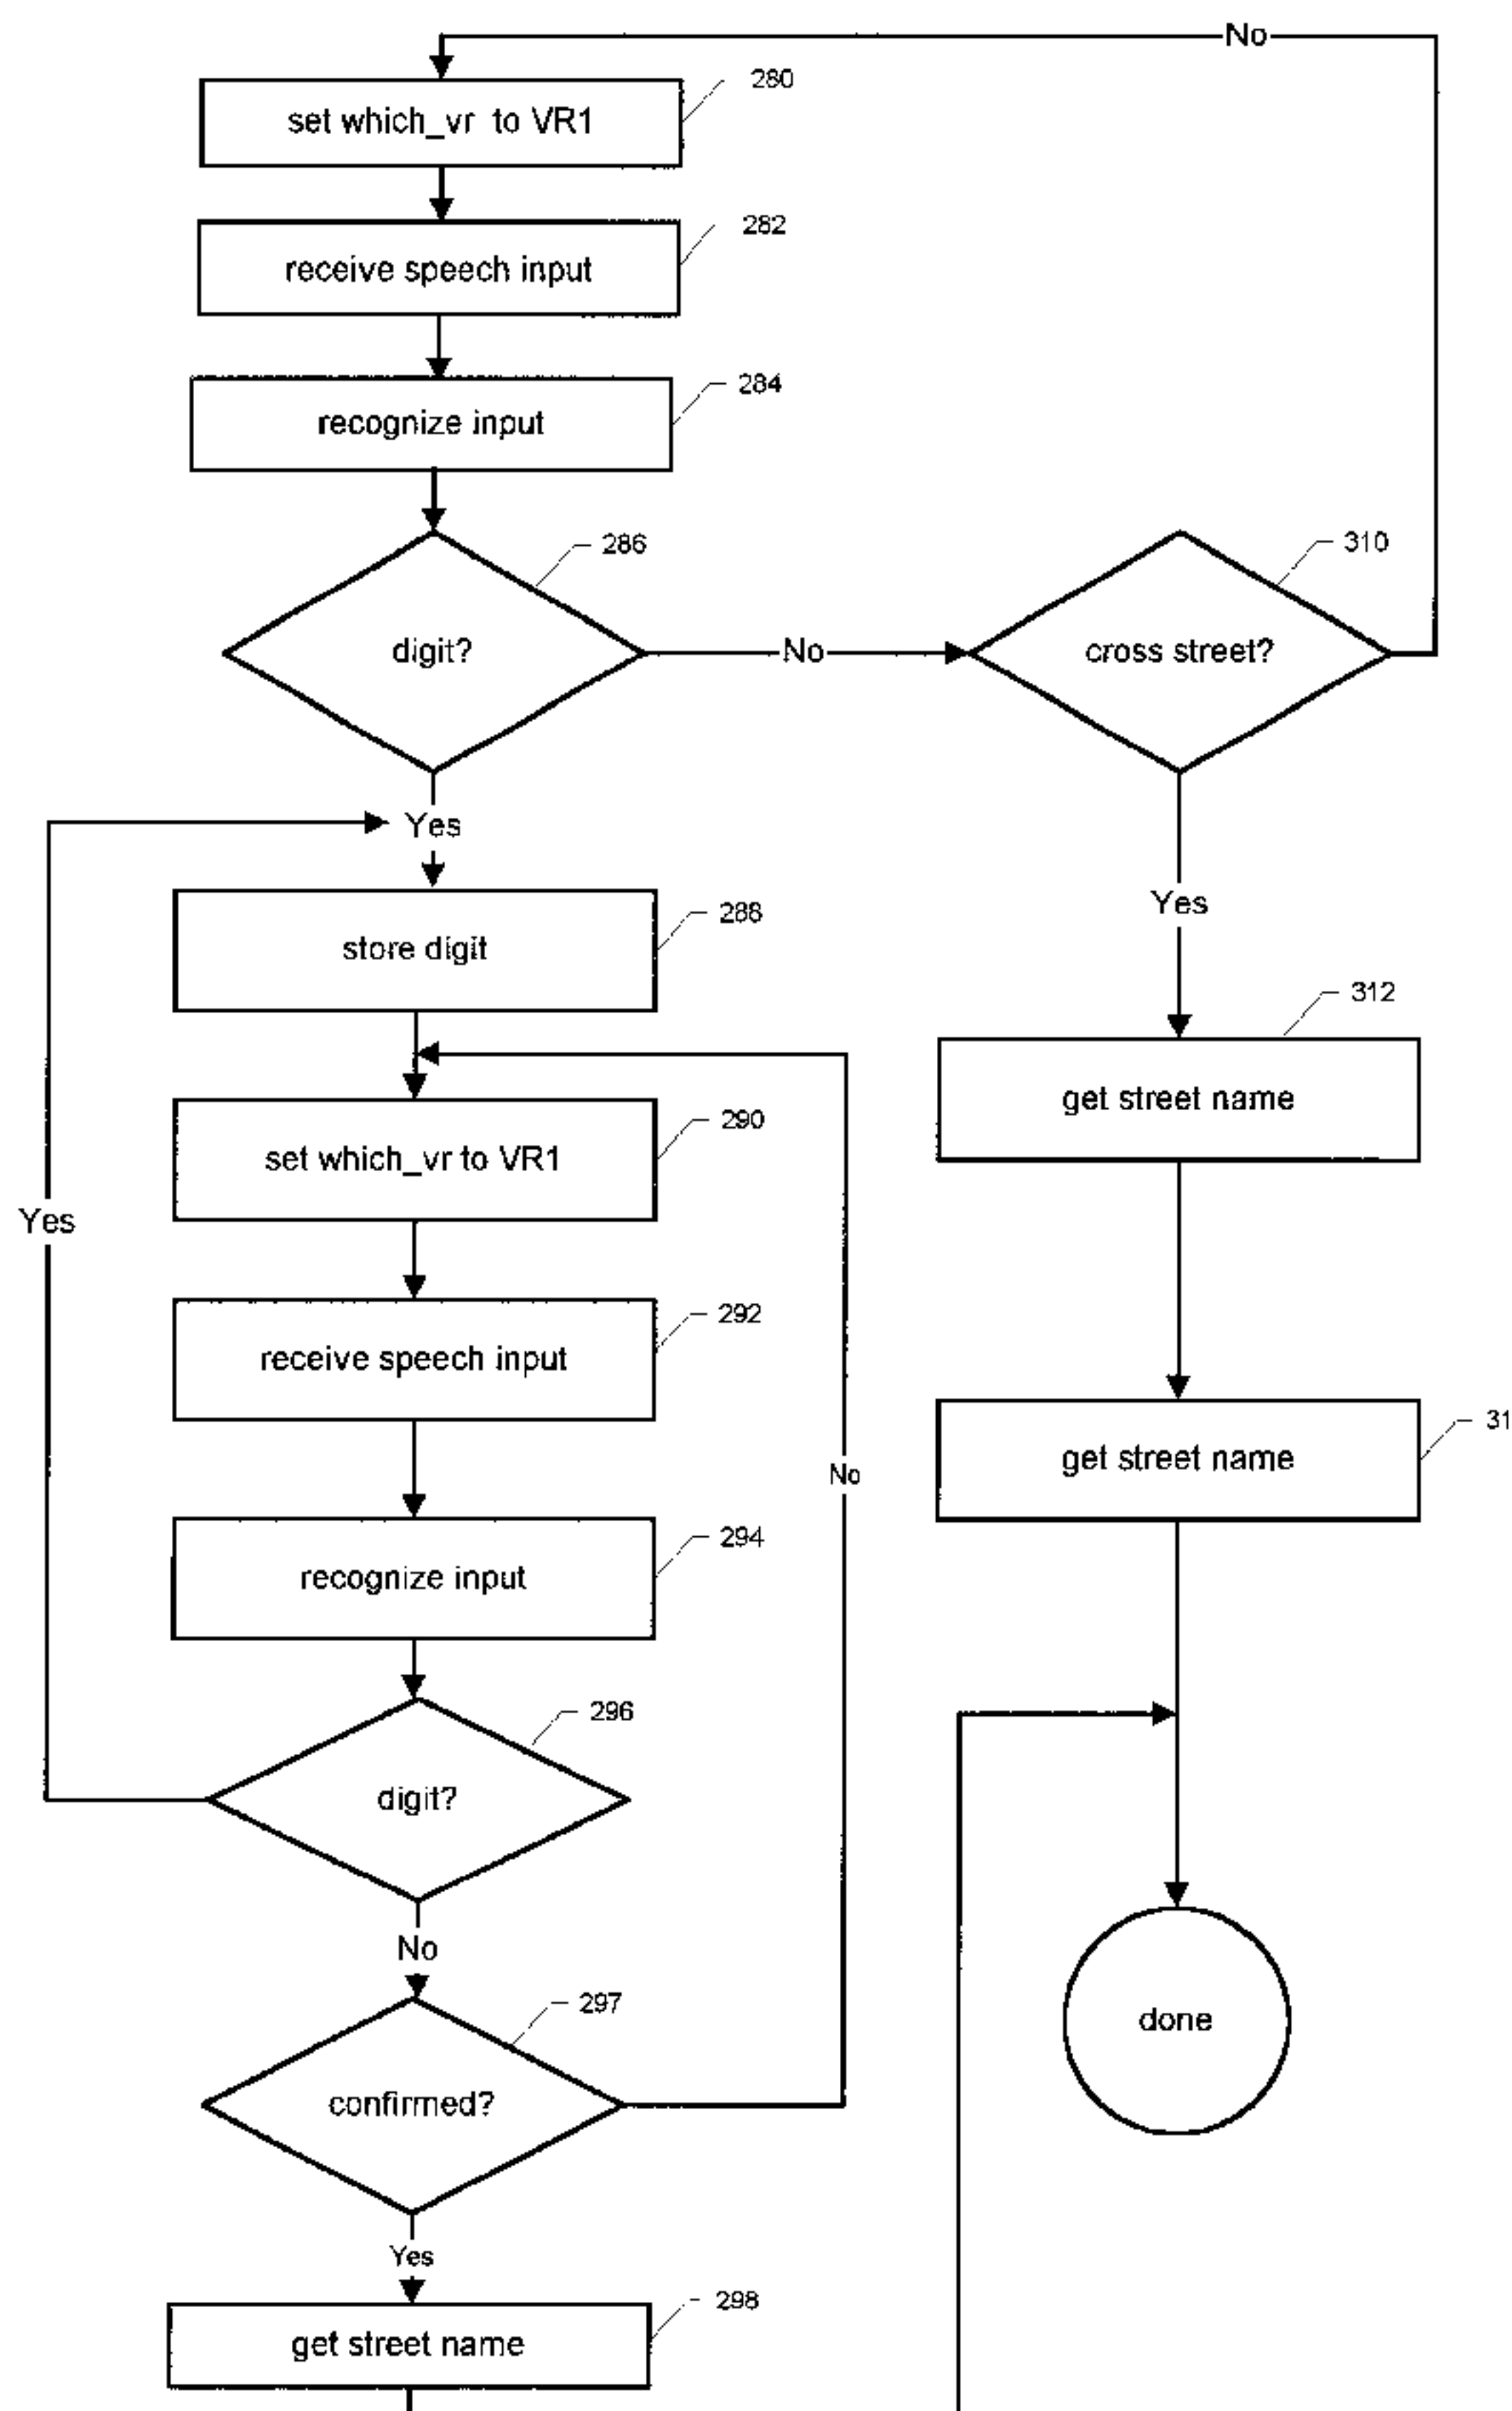 No
280
set which_vr to VR1
282
receive speech input
284
recognize input
286
digit?
No
310
cross street?
Yes
288
store digit
Yes
312
get street name
290
set which_vr to VR1
Yes
292
receive speech input
31
get street name
No
294
recognize input
296
digit?
No
297
confirmed?
done
Yes
298
get street name